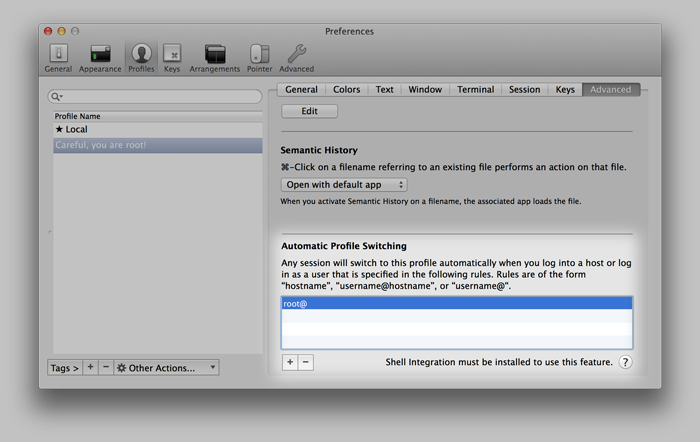 Preferences
General Appearance Profiles Keys Arrangements Pointer Advanced
General Colors Text Window Terminal Session Keys Advanced
Edit
Profile Name
★ Local
Careful, you are root!
Semantic History
⌘-Click on a filename referring to an existing file performs an action on that file.
Open with default app
When you activate Semantic History on a filename, the associated app loads the file.
Automatic Profile Switching
Any session will switch to this profile automatically when you log into a host or log
in as a user that is specified in the following rules. Rules are of the form
"hostname", "username@hostname", or "username@".
root@
+ −
Shell Integration must be installed to use this feature. ?
Tags > + − Other Actions...